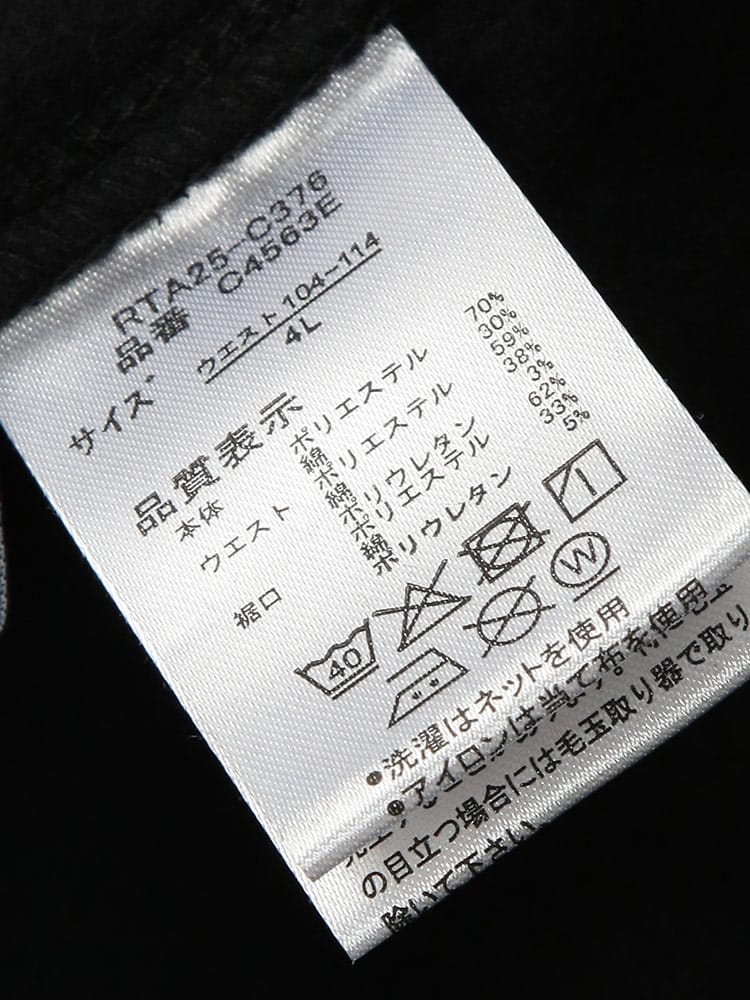 RTA25-C376
品番 C4563E
サイズ ウエスト104-114
4L
品質表示
本体 ポリエステル 70%
綿 30%
ウエスト ポリエステル 59%
綿 38%
ポリウレタン 3%
裾口 ポリエステル 62%
綿 33%
ポリウレタン 5%
40
W
●洗濯はネットを使用
●アイロンは当て布を使用
の目立つ場合には毛玉取り器で取り
除いて下さい